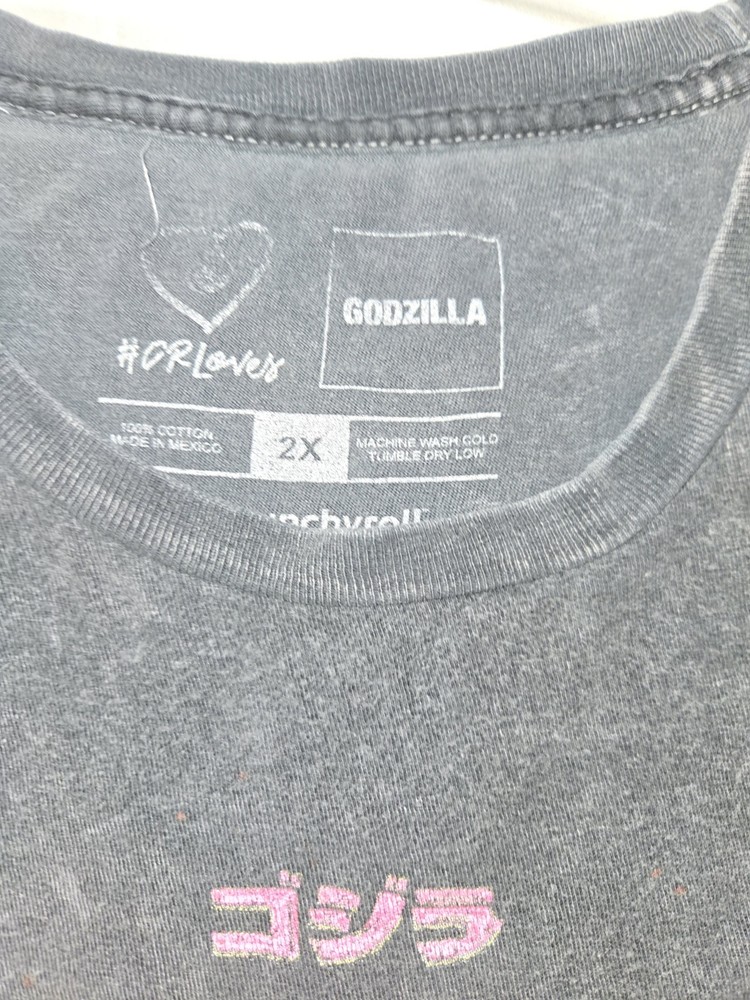 #CRLoves
GODZILLA
100% COTTON
MADE IN MEXICO
2X
MACHINE WASH COLD
TUMBLE DRY LOW
ゴジラ